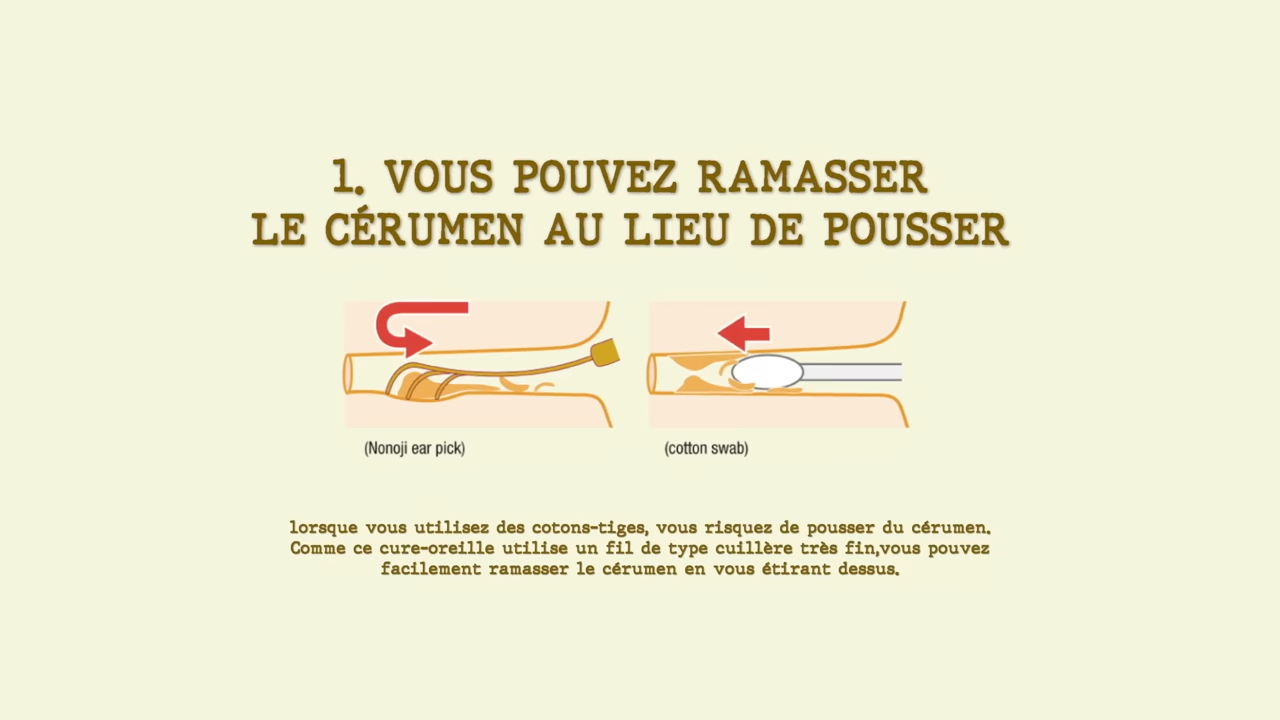 1. VOUS POUVEZ RAMASSER
LE CÉRUMEN AU LIEU DE POUSSER
(Nonoji ear pick)
(cotton swab)
lorsque vous utilisez des cotons-tiges, vous risquez de pousser du cérumen.
Comme ce cure-oreille utilise un fil de type cuillère très fin,vous pouvez
facilement ramasser le cérumen en vous étirant dessus.